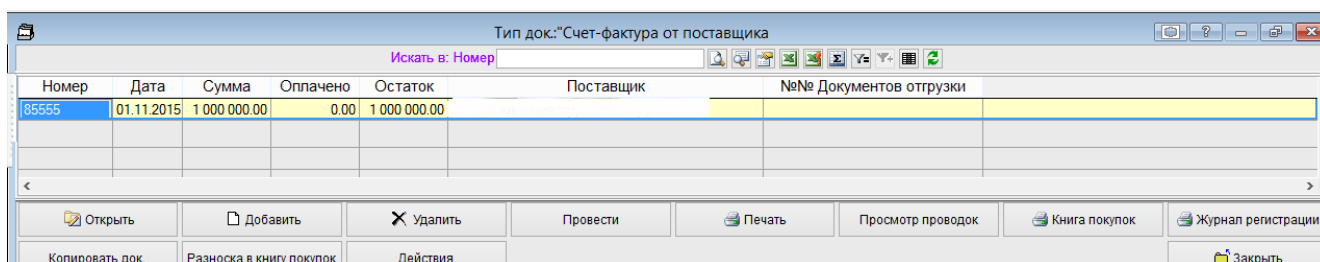 Тип док.:"Счет-фактура от поставщика
Искать в: Номер
Номер Дата Сумма Оплачено Остаток Поставщик №№ Документов отгрузки
85555 01.11.2015 1 000 000.00 0.00 1 000 000.00
Открыть Добавить Удалить Провести Печать Просмотр проводок Книга покупок Журнал регистрации
Копировать док. Разноска в книгу покупок Действия Закрыть